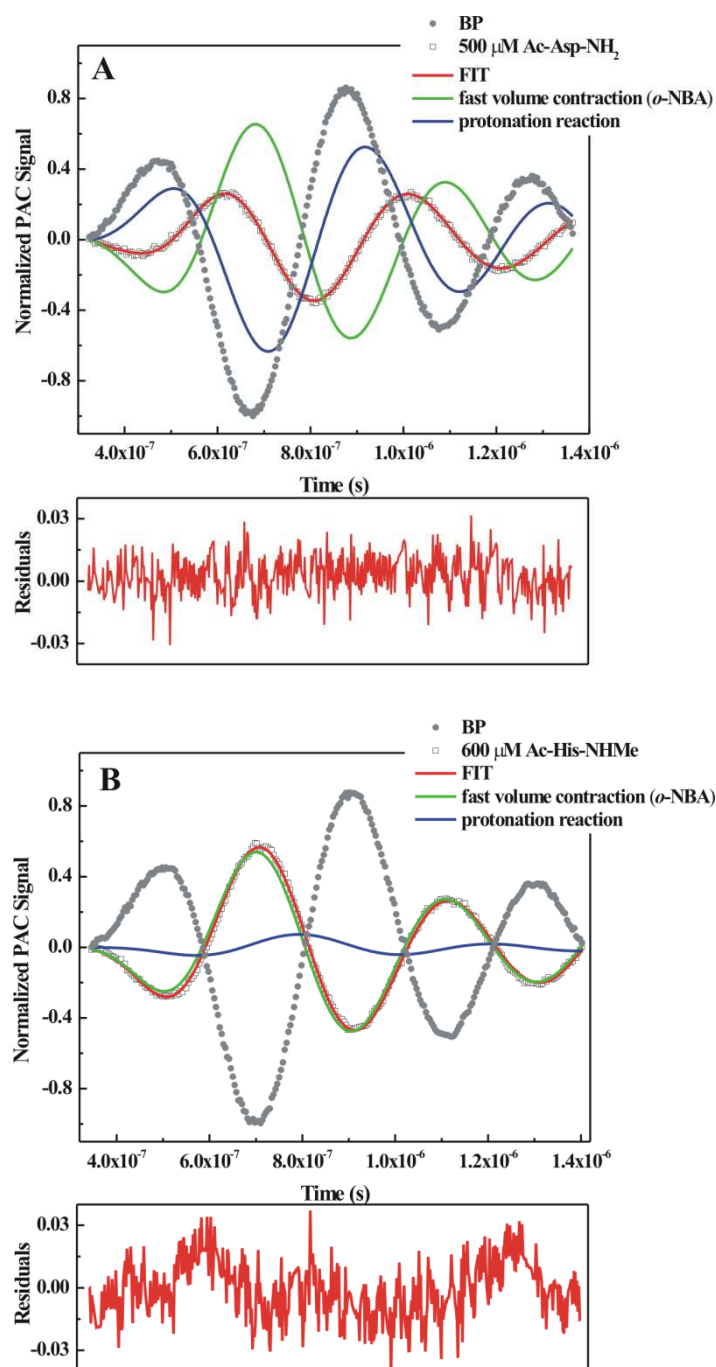 BP
500 μM Ac-Asp-NH2
FIT
fast volume contraction (o-NBA)
protonation reaction
A
Normalized PAC Signal
0.8
0.4
0.0
-0.4
-0.8
4.0x10-7 6.0x10-7 8.0x10-7 1.0x10-6 1.2x10-6 1.4x10-6
Time (s)
Residuals
0.03
0.00
-0.03
BP
600 μM Ac-His-NHMe
FIT
fast volume contraction (o-NBA)
protonation reaction
B
Normalized PAC Signal
0.8
0.4
0.0
-0.4
-0.8
4.0x10-7 6.0x10-7 8.0x10-7 1.0x10-6 1.2x10-6 1.4x10-6
Time (s)
Residuals
0.03
0.00
-0.03